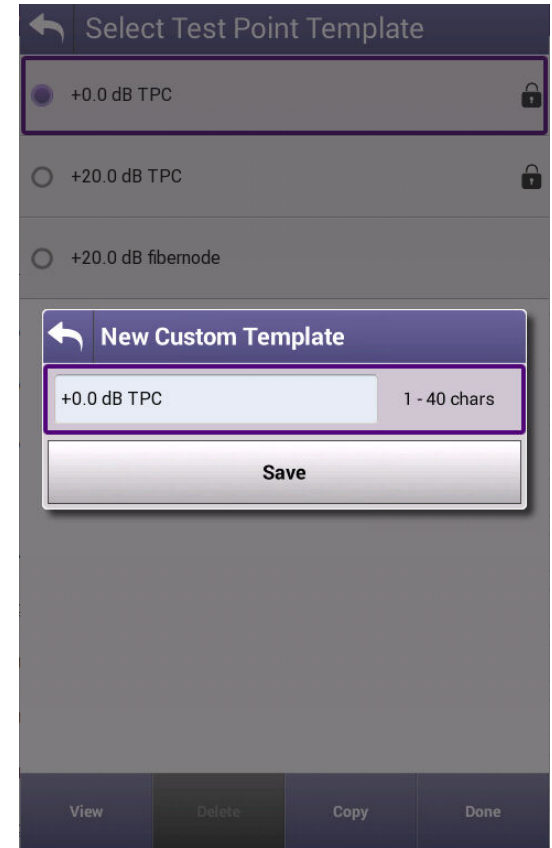 Select Test Point Template
+0.0 dB TPC
+20.0 dB TPC
+20.0 dB fibernode
New Custom Template
+0.0 dB TPC 1 - 40 chars
Save
View Delete Copy Done